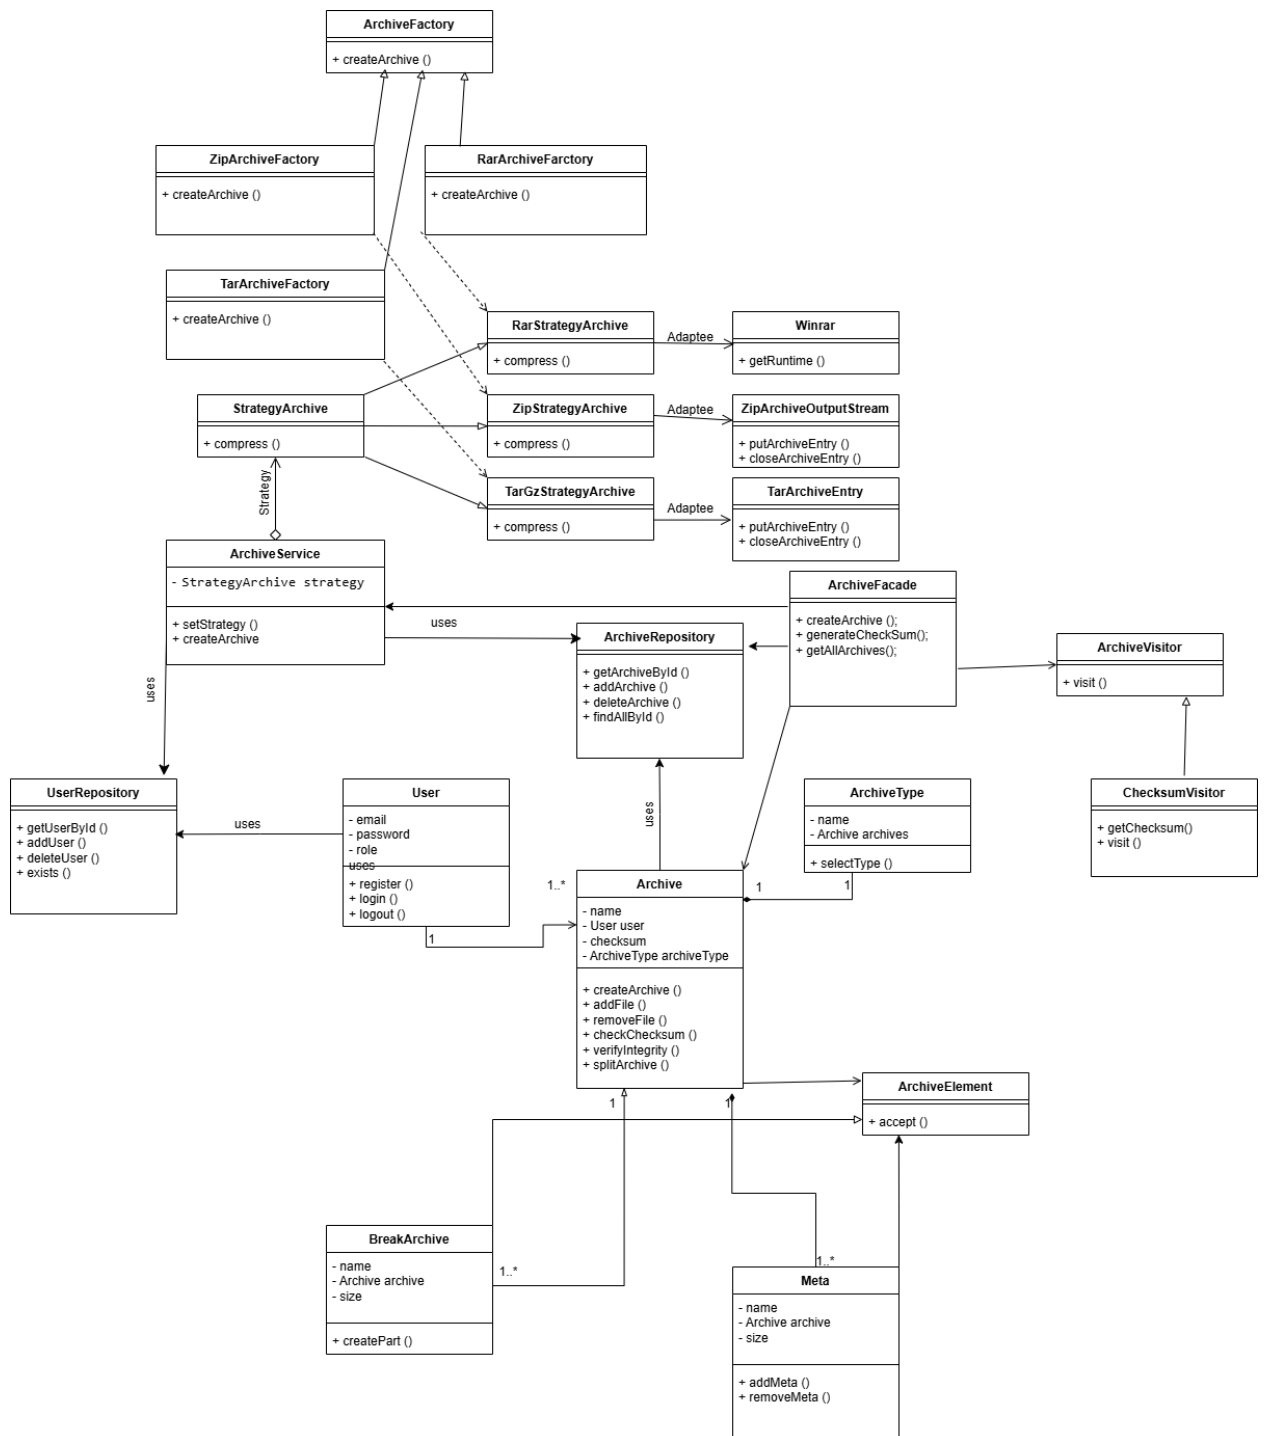 ArchiveFactory
+ createArchive ()
ZipArchiveFactory
+ createArchive ()
RarArchiveFarctory
+ createArchive ()
TarArchiveFactory
+ createArchive ()
RarStrategyArchive
+ compress ()
Adaptee
Winrar
+ getRuntime ()
StrategyArchive
+ compress ()
ZipStrategyArchive
+ compress ()
Adaptee
ZipArchiveOutputStream
+ putArchiveEntry ()
+ closeArchiveEntry ()
Strategy
TarGzStrategyArchive
+ compress ()
Adaptee
TarArchiveEntry
+ putArchiveEntry ()
+ closeArchiveEntry ()
ArchiveService
- StrategyArchive strategy
+ setStrategy ()
+ createArchive
uses
uses
ArchiveRepository
+ getArchiveById ()
+ addArchive ()
+ deleteArchive ()
+ findAllById ()
ArchiveFacade
+ createArchive ();
+ generateCheckSum();
+ getAllArchives();
ArchiveVisitor
+ visit ()
UserRepository
+ getUserById ()
+ addUser ()
+ deleteUser ()
+ exists ()
uses
User
- email
- password
- role
uses
+ register ()
+ login ()
+ logout ()
1
1..*
uses
ArchiveType
- name
- Archive archives
+ selectType ()
1
1
ChecksumVisitor
+ getChecksum()
+ visit ()
Archive
- name
- User user
- checksum
- ArchiveType archiveType
+ createArchive ()
+ addFile ()
+ removeFile ()
+ checkChecksum ()
+ verifyIntegrity ()
+ splitArchive ()
1
1
ArchiveElement
+ accept ()
BreakArchive
- name
- Archive archive
- size
+ createPart ()
1..*
1..*
Meta
- name
- Archive archive
- size
+ addMeta ()
+ removeMeta ()